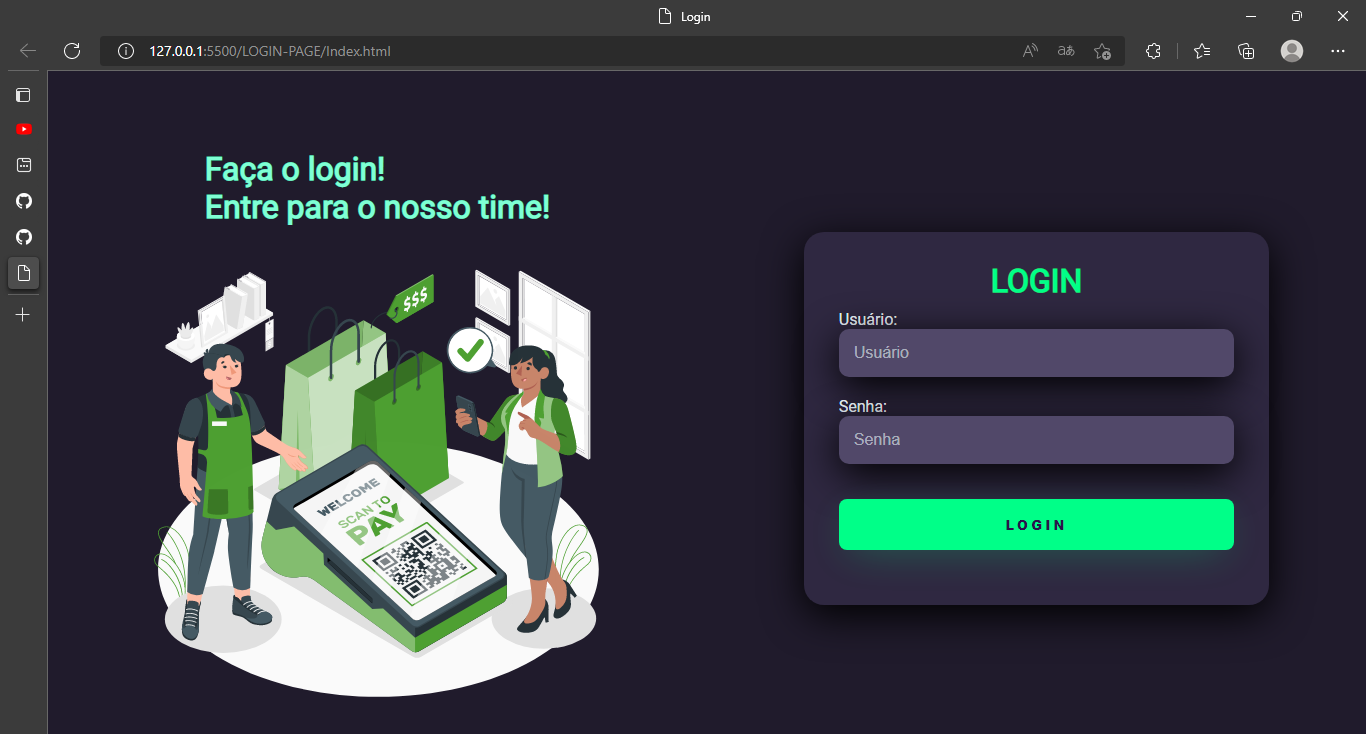 Login
127.0.0.1:5500/LOGIN-PAGE/Index.html
Faça o login!
Entre para o nosso time!
$$$
WELCOME
SCAN TO
PAY
LOGIN
Usuário:
Usuário
Senha:
Senha
LOGIN